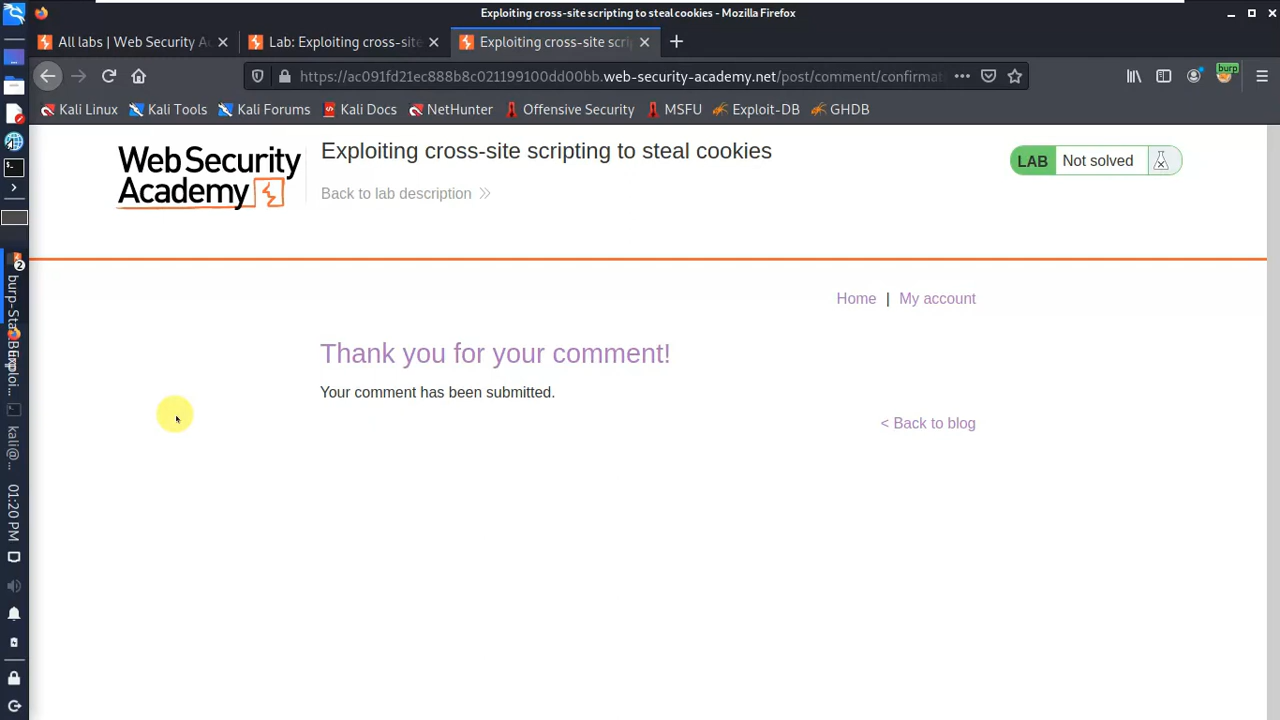 Exploiting cross-site scripting to steal cookies - Mozilla Firefox
All labs | Web Security A
Lab: Exploiting cross-site
Exploiting cross-site scri
https://ac091fd21ec888b8c021199100dd00bb.web-security-academy.net/post/comment/confirmat
burp
Kali Linux
Kali Tools
Kali Forums
Kali Docs
NetHunter
Offensive Security
MSFU
Exploit-DB
GHDB
Web Security
Academy
Exploiting cross-site scripting to steal cookies
Back to lab description
LAB Not solved
Home | My account
Thank you for your comment!
Your comment has been submitted.
< Back to blog
2
kali@...
01:20 PM